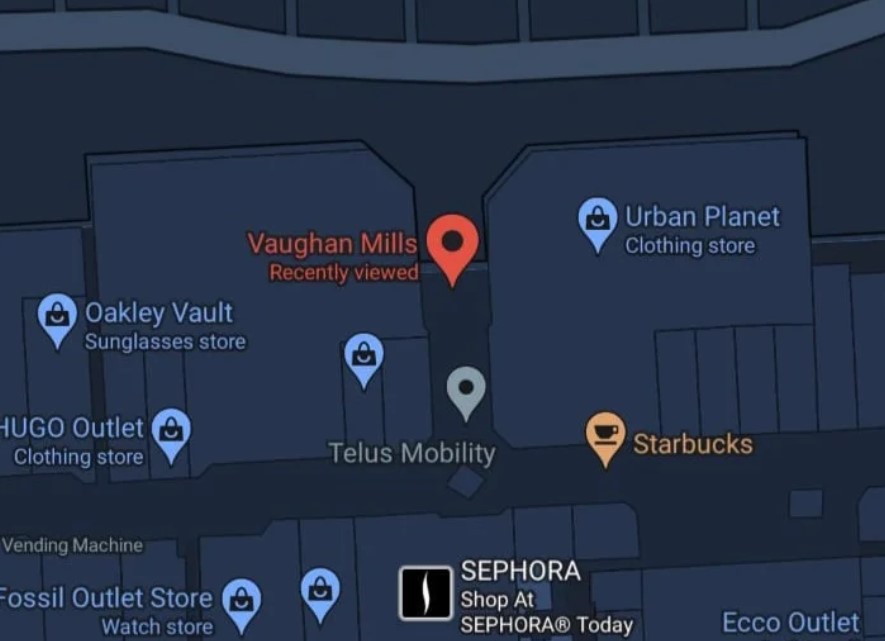 Urban Planet
Clothing store
Vaughan Mills
Recently viewed
Oakley Vault
Sunglasses store
HUGO Outlet
Clothing store
Telus Mobility
Starbucks
Vending Machine
SEPHORA
Shop At
SEPHORA® Today
Fossil Outlet Store
Watch store
Ecco Outlet